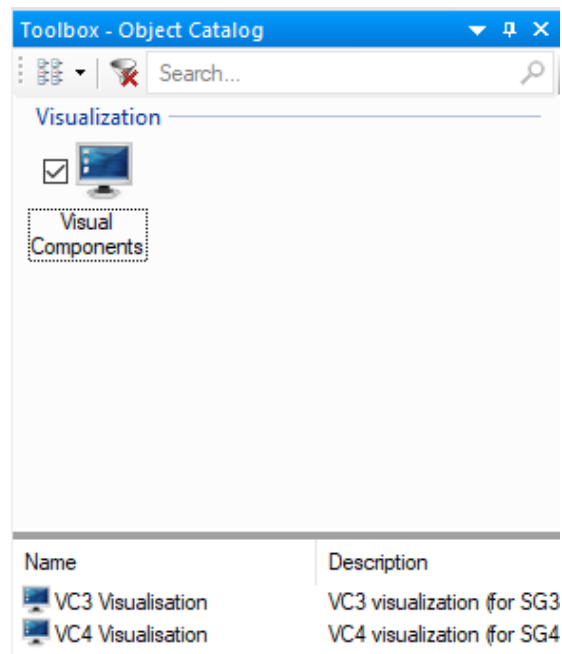 Toolbox - Object Catalog
Search...
Visualization
Visual
Components
Name Description
VC3 Visualisation VC3 visualization (for SG3
VC4 Visualisation VC4 visualization (for SG4